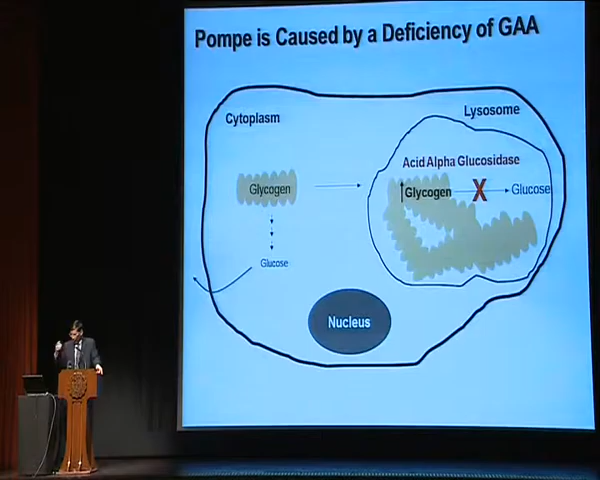 Pompe is Caused by a Deficiency of GAA
Cytoplasm
Lysosome
Acid Alpha Glucosidase
Glycogen
Glycogen
X
Glucose
Glucose
Nucleus